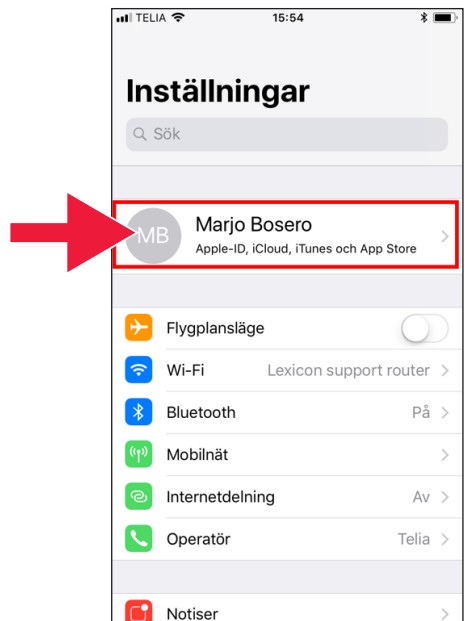 TELIA 15:54
Inställningar
Sök
MB
Marjo Bosero
Apple-ID, iCloud, iTunes och App Store
Flygplansläge
Wi-Fi Lexicon support router
Bluetooth På
Mobilnät
Internetdelning Av
Operatör Telia
Notiser